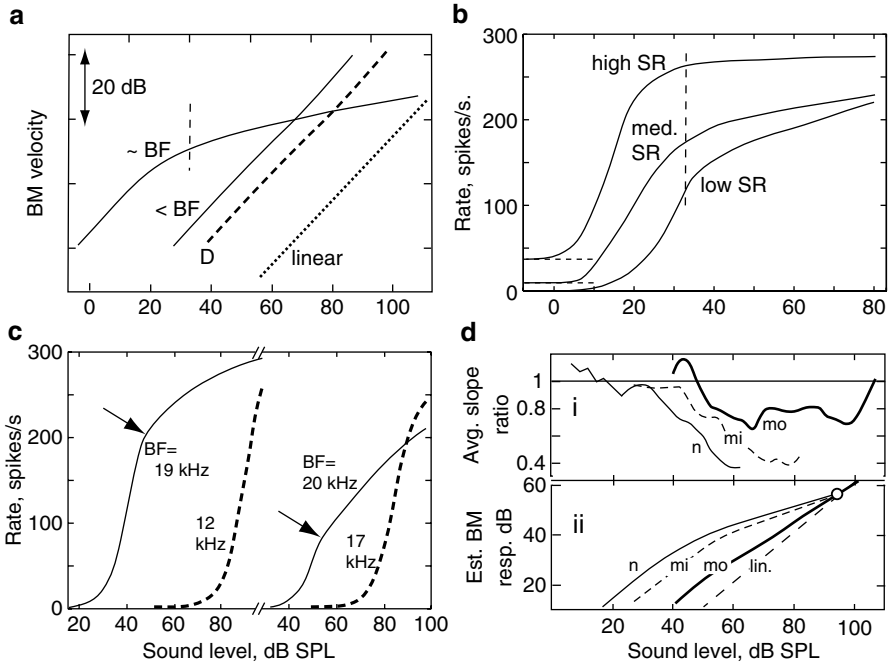 a
20 dB
BM velocity
~ BF
< BF
D
linear
0 20 40 60 80 100
b
300
200
100
0
Rate, spikes/s.
high SR
med.
SR
low SR
0 20 40 60 80
c
300
200
100
0
Rate, spikes/s
BF=
19 kHz
12
kHz
BF=
20 kHz
17
kHz
20 40 60 80 40 60 80 100
Sound level, dB SPL
d
1
0.8
0.4
Avg. slope
ratio
i
n
mi
mo
60
40
20
Est. BM
resp. dB
ii
n
mi
mo
lin.
0 20 40 60 80 100
Sound level, dB SPL